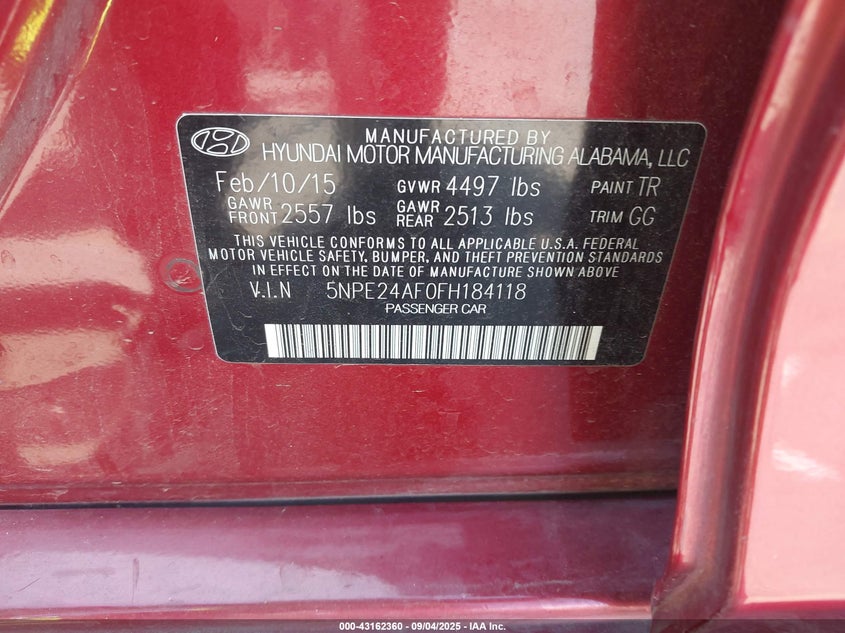 MANUFACTURED BY
HYUNDAI MOTOR MANUFACTURING ALABAMA, LLC
Feb/10/15 GVWR 4497 lbs PAINT TR
GAWR FRONT 2557 lbs GAWR REAR 2513 lbs TRIM GG
THIS VEHICLE CONFORMS TO ALL APPLICABLE U.S.A. FEDERAL
MOTOR VEHICLE SAFETY, BUMPER, AND THEFT PREVENTION STANDARDS
IN EFFECT ON THE DATE OF MANUFACTURE SHOWN ABOVE
V.I.N 5NPE24AF0FH184118
PASSENGER CAR
000-43162360 - 09/04/2025 - IAA Inc.